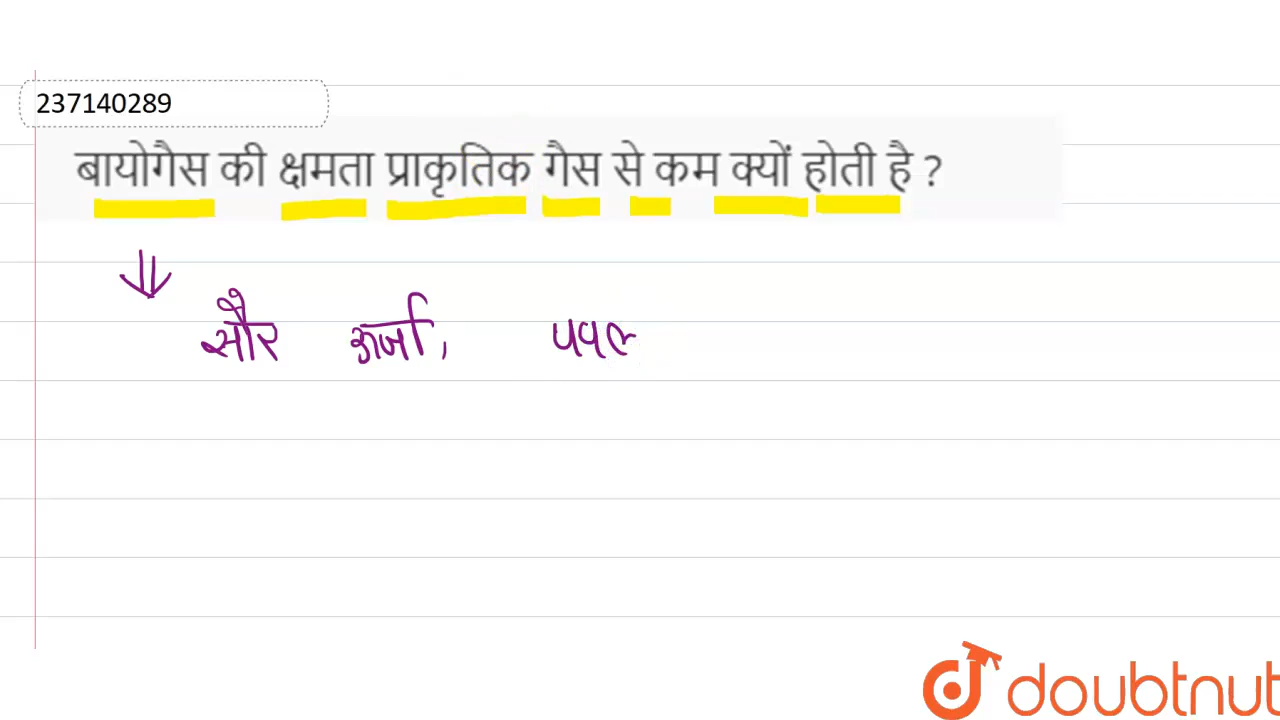 237140289
बायोगैस की क्षमता प्राकृतिक गैस से कम क्यों होती है ?
सौर ऊर्जा,
doubtnut